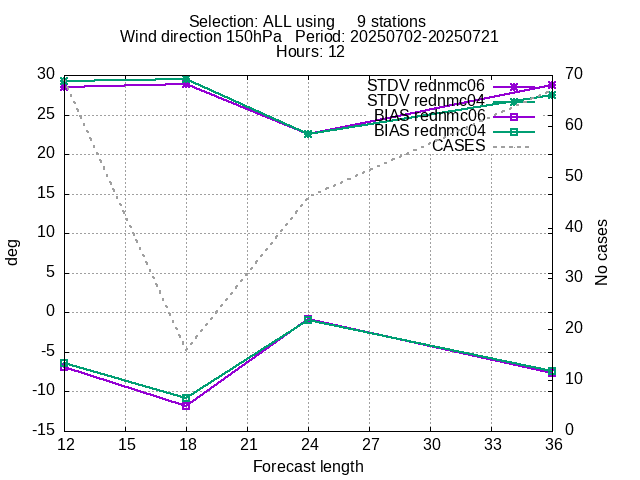 Selection: ALL using 9 stations
Wind direction 150hPa Period: 20250702-20250721
Hours: 12
30
25
20
15
10
5
0
-5
-10
-15
deg
70
60
50
40
30
20
10
0
No cases
STDV rednmc06
STDV rednmc04
BIAS rednmc06
BIAS rednmc04
CASES
12 15 18 21 24 27 30 33 36
Forecast length